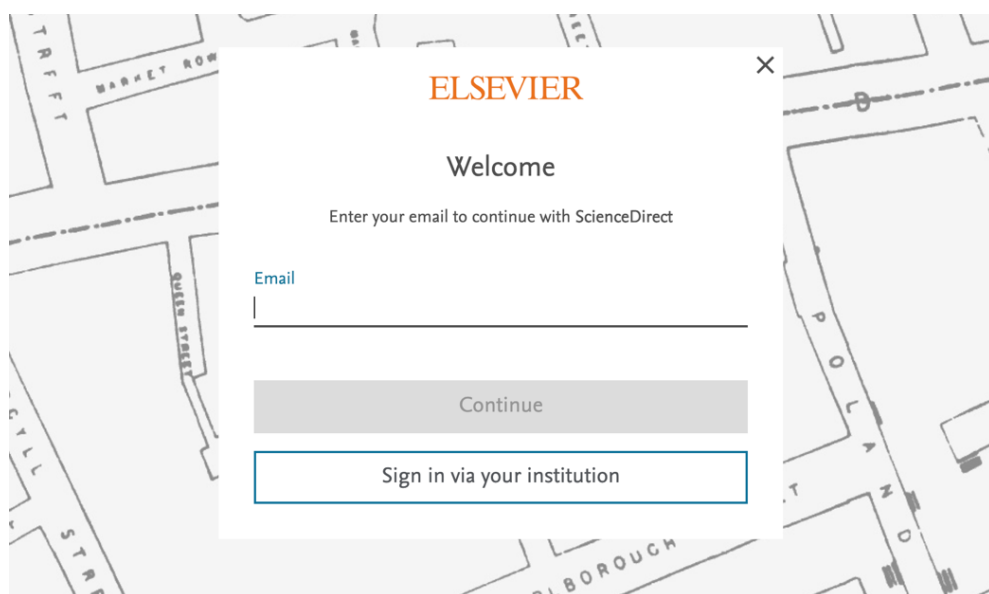 MARKET ROW
ELSEVIER
Welcome
Enter your email to continue with ScienceDirect
Email
QUEEN STREET
Continue
Sign in via your institution
POLAND